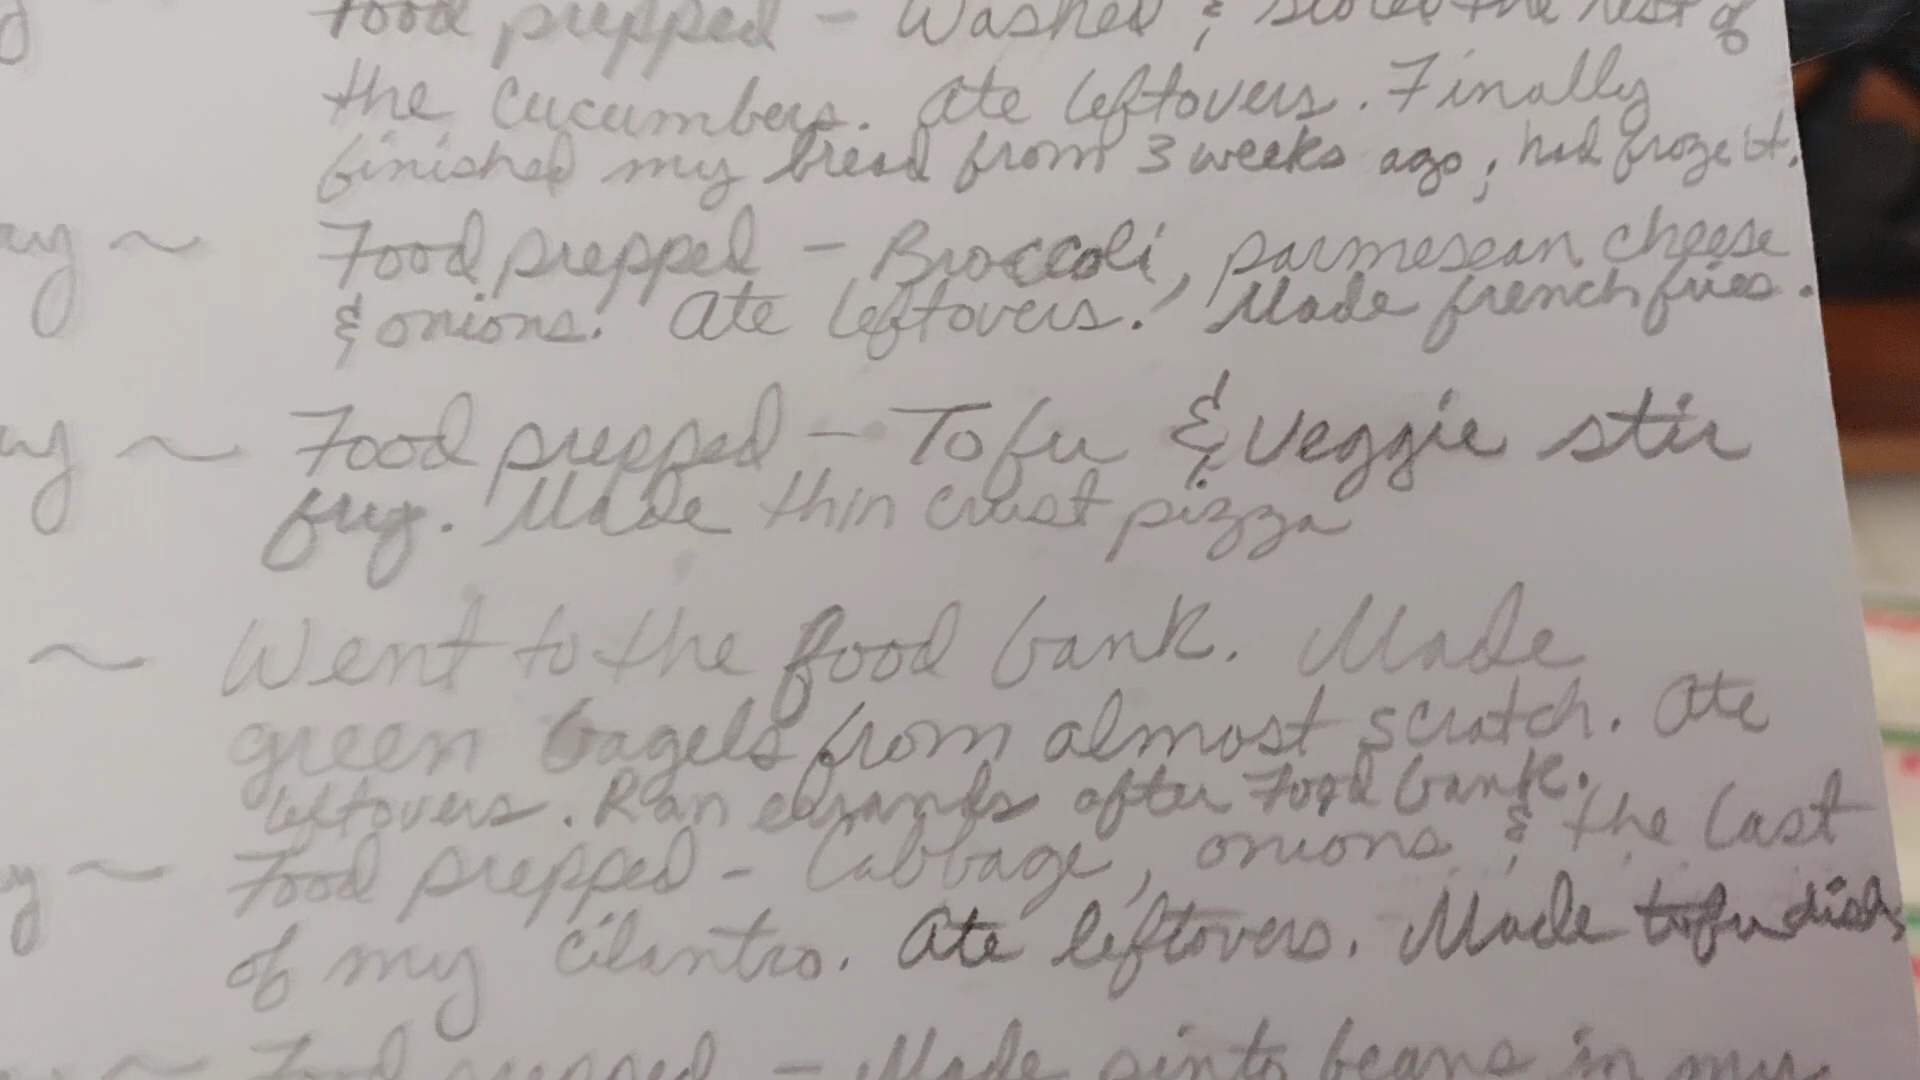 Food prepped - Washed & stored the rest of
the cucumbers. Ate leftovers. Finally
finished my bread from 3 weeks ago; had froze it.
ay ~ Food prepped - Broccoli, parmesean cheese
& onions. Ate leftovers. Made french fries.
ay ~ Food prepped - Tofu & veggie stir
fry. Made thin crust pizza
~ Went to the food bank. Made
green bagels from almost scratch. Ate
leftovers. Ran errands after Food bank.
y ~ Food prepped - Cabbage, onions & the last
of my cilantro. Ate leftovers. Made tofu dish
~ Food prepped - Made pinto beans in my